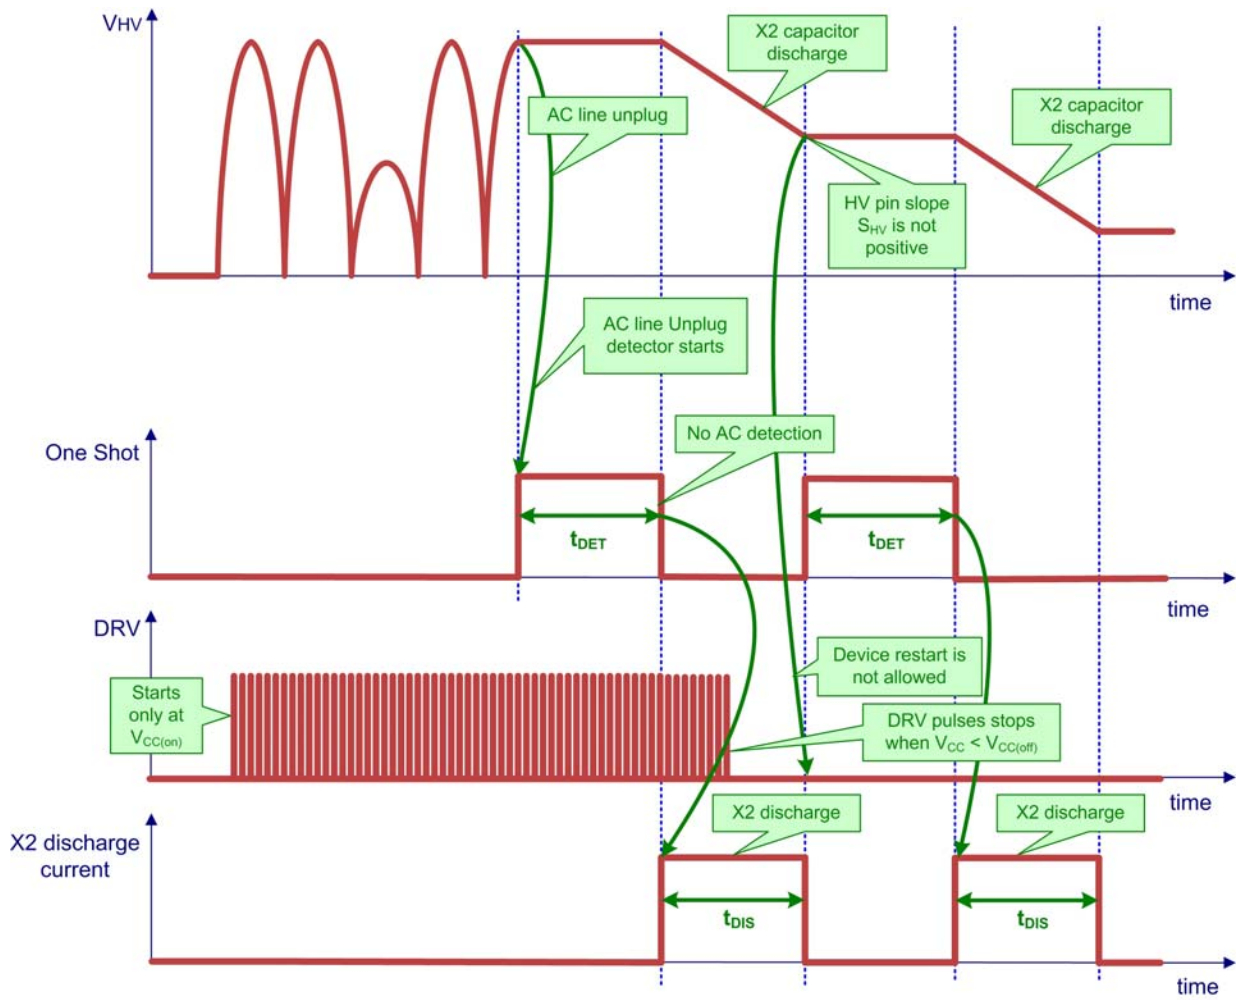 VHV
X2 capacitor
discharge
AC line unplug
X2 capacitor
discharge
HV pin slope
SHV is not
positive
time
AC line Unplug
detector starts
One Shot
No AC detection
tDET
tDET
time
DRV
Starts
only at
VCC(on)
Device restart is
not allowed
DRV pulses stops
when VCC < VCC(off)
time
X2 discharge
current
X2 discharge
X2 discharge
tDIS
tDIS
time